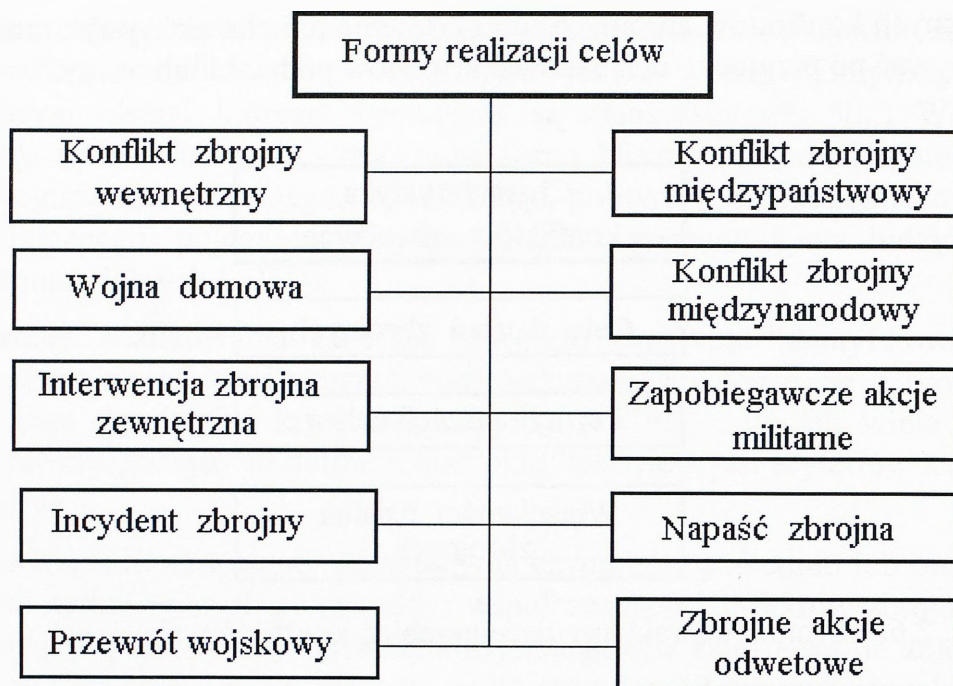 Formy realizacji celów
Konflikt zbrojny
wewnętrzny
Wojna domowa
Interwencja zbrojna
zewnętrzna
Incydent zbrojny
Przewrót wojskowy
Konflikt zbrojny
międzypaństwowy
Konflikt zbrojny
międzynarodowy
Zapobiegawcze akcje
militarne
Napaść zbrojna
Zbrojne akcje
odwetowe